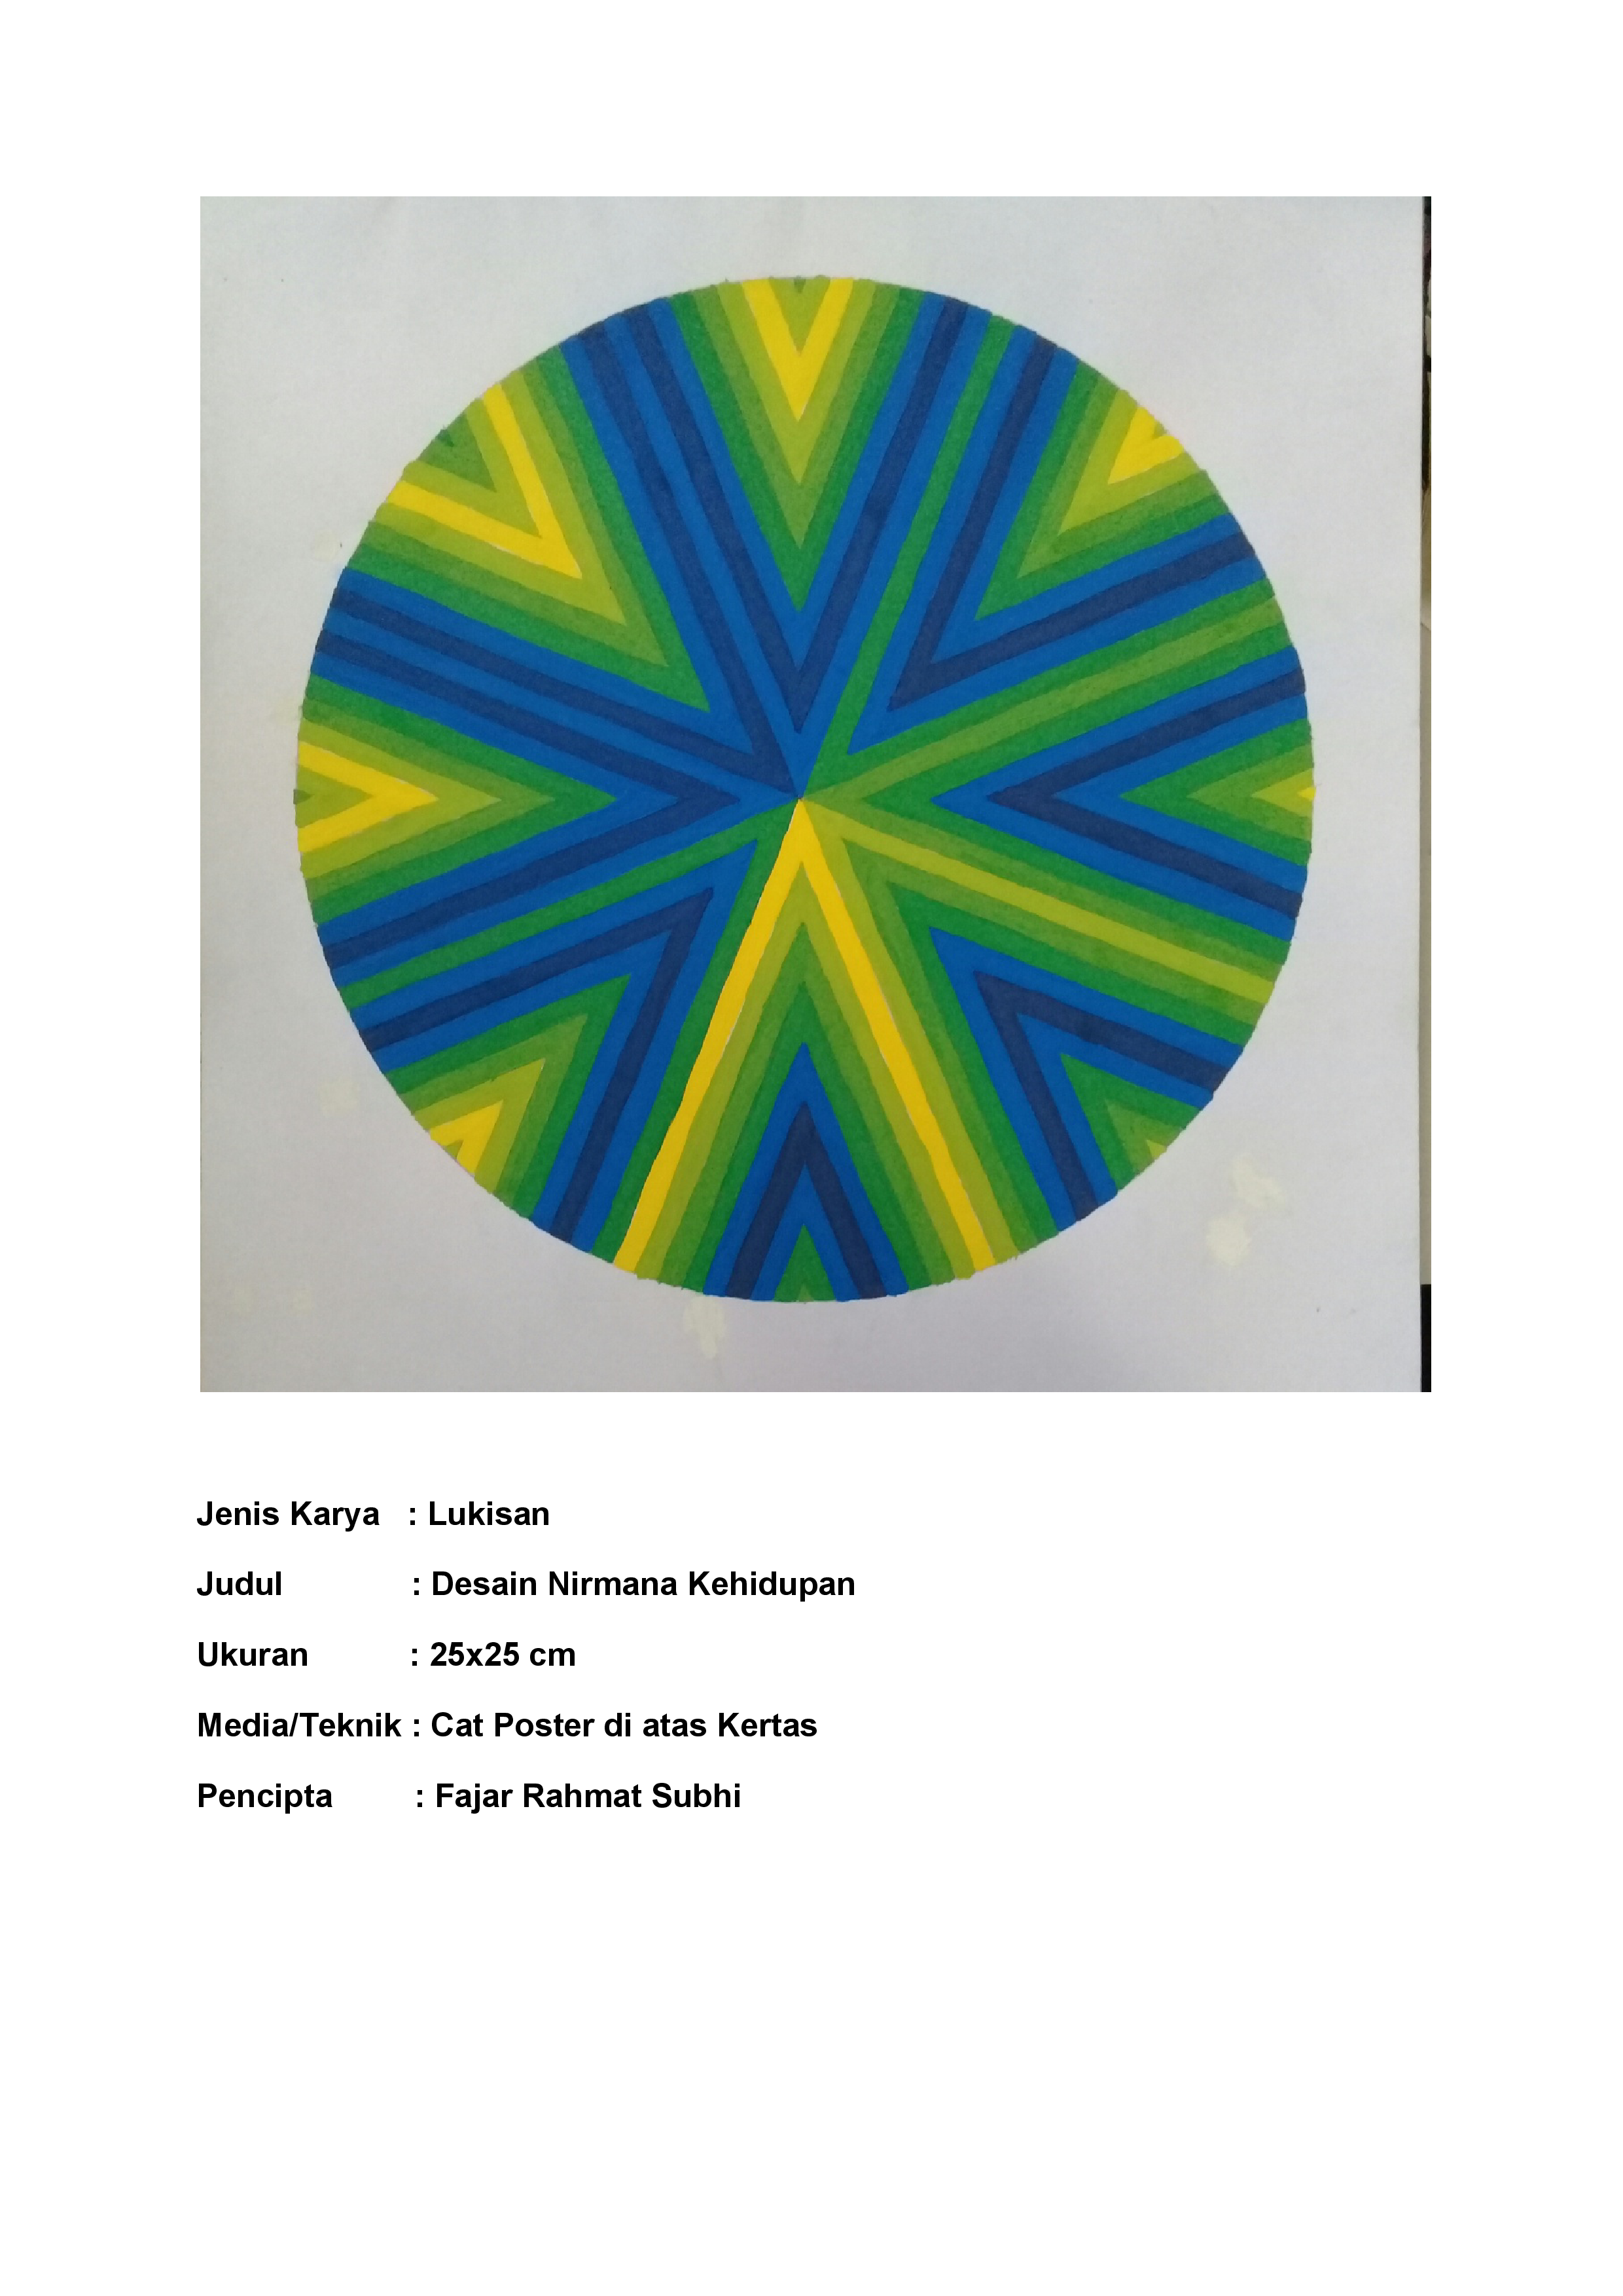 Jenis Karya : Lukisan
Judul : Desain Nirmana Kehidupan
Ukuran : 25x25 cm
Media/Teknik : Cat Poster di atas Kertas
Pencipta : Fajar Rahmat Subhi